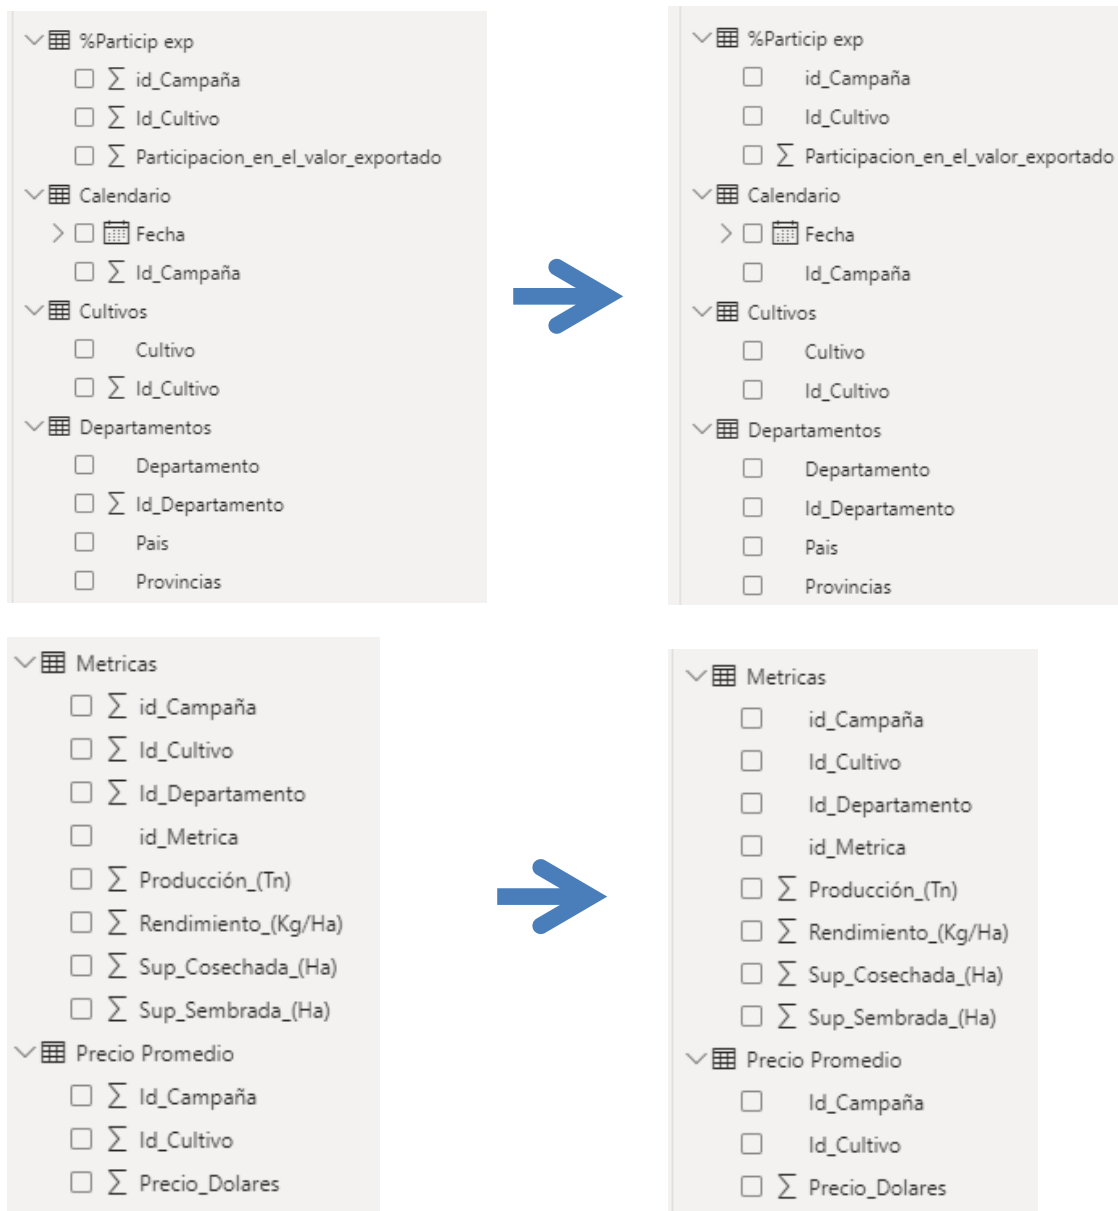 %Particip exp
Σ id_Campaña
Σ Id_Cultivo
Σ Participacion_en_el_valor_exportado
Calendario
Fecha
Σ Id_Campaña
Cultivos
Cultivo
Σ Id_Cultivo
Departamentos
Departamento
Σ Id_Departamento
Pais
Provincias
%Particip exp
id_Campaña
Id_Cultivo
Σ Participacion_en_el_valor_exportado
Calendario
Fecha
Id_Campaña
Cultivos
Cultivo
Id_Cultivo
Departamentos
Departamento
Id_Departamento
Pais
Provincias
Metricas
Σ id_Campaña
Σ Id_Cultivo
Σ Id_Departamento
id_Metrica
Σ Producción_(Tn)
Σ Rendimiento_(Kg/Ha)
Σ Sup_Cosechada_(Ha)
Σ Sup_Sembrada_(Ha)
Precio Promedio
Σ Id_Campaña
Σ Id_Cultivo
Σ Precio_Dolares
Metricas
id_Campaña
Id_Cultivo
Id_Departamento
id_Metrica
Σ Producción_(Tn)
Σ Rendimiento_(Kg/Ha)
Σ Sup_Cosechada_(Ha)
Σ Sup_Sembrada_(Ha)
Precio Promedio
Id_Campaña
Id_Cultivo
Σ Precio_Dolares